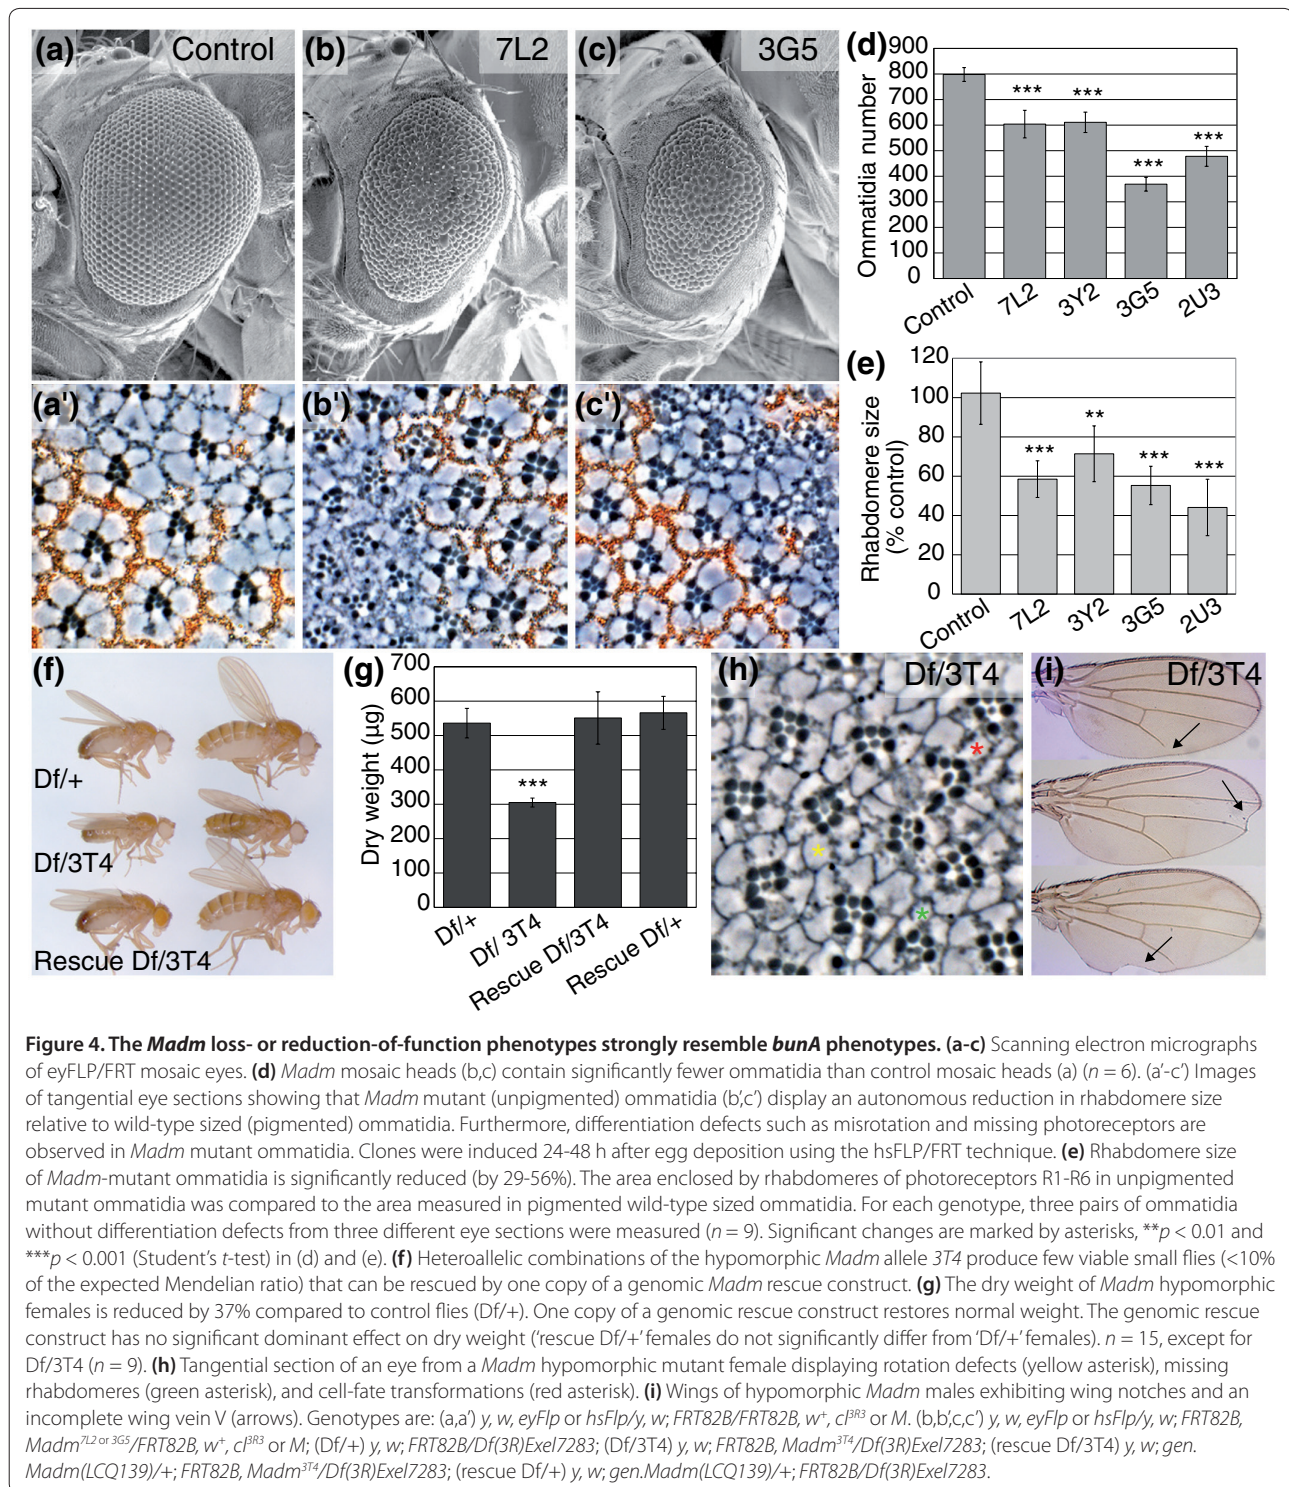 (a) Control
(b) 7L2
(c) 3G5
(d)
Ommatidia number
900
800
700
600
500
400
300
200
100
0
***
***
***
***
Control
7L2
3Y2
3G5
2U3
(a')
(b')
(c')
(e)
Rhabdomere size
(% control)
120
100
80
60
40
20
0
***
**
***
***
Control
7L2
3Y2
3G5
2U3
(f)
Df/+
Df/3T4
Rescue Df/3T4
(g)
Dry weight (µg)
700
600
500
400
300
200
100
0
***
Df/+
Df/ 3T4
Rescue Df/3T4
Rescue Df/+
(h) Df/3T4
*
*
*
(i) Df/3T4
Figure 4. The Madm loss- or reduction-of-function phenotypes strongly resemble bunA phenotypes. (a-c) Scanning electron micrographs
of eyFLP/FRT mosaic eyes. (d) Madm mosaic heads (b,c) contain significantly fewer ommatidia than control mosaic heads (a) (n = 6). (a'-c') Images
of tangential eye sections showing that Madm mutant (unpigmented) ommatidia (b',c') display an autonomous reduction in rhabdomere size
relative to wild-type sized (pigmented) ommatidia. Furthermore, differentiation defects such as misrotation and missing photoreceptors are
observed in Madm mutant ommatidia. Clones were induced 24-48 h after egg deposition using the hsFLP/FRT technique. (e) Rhabdomere size
of Madm-mutant ommatidia is significantly reduced (by 29-56%). The area enclosed by rhabdomeres of photoreceptors R1-R6 in unpigmented
mutant ommatidia was compared to the area measured in pigmented wild-type sized ommatidia. For each genotype, three pairs of ommatidia
without differentiation defects from three different eye sections were measured (n = 9). Significant changes are marked by asterisks, **p < 0.01 and
***p < 0.001 (Student's t-test) in (d) and (e). (f) Heteroallelic combinations of the hypomorphic Madm allele 3T4 produce few viable small flies (<10%
of the expected Mendelian ratio) that can be rescued by one copy of a genomic Madm rescue construct. (g) The dry weight of Madm hypomorphic
females is reduced by 37% compared to control flies (Df/+). One copy of a genomic rescue construct restores normal weight. The genomic rescue
construct has no significant dominant effect on dry weight ('rescue Df/+' females do not significantly differ from 'Df/+' females). n = 15, except for
Df/3T4 (n = 9). (h) Tangential section of an eye from a Madm hypomorphic mutant female displaying rotation defects (yellow asterisk), missing
rhabdomeres (green asterisk), and cell-fate transformations (red asterisk). (i) Wings of hypomorphic Madm males exhibiting wing notches and an
incomplete wing vein V (arrows). Genotypes are: (a,a') y, w, eyFlp or hsFlp/y, w; FRT82B/FRT82B, w+, cl3R3 or M. (b,b',c,c') y, w, eyFlp or hsFlp/y, w; FRT82B,
Madm7L2 or 3G5/FRT82B, w+, cl3R3 or M; (Df/+) y, w; FRT82B/Df(3R)Exel7283; (Df/3T4) y, w; FRT82B, Madm3T4/Df(3R)Exel7283; (rescue Df/3T4) y, w; gen.
Madm(LCQ139)/+; FRT82B, Madm3T4/Df(3R)Exel7283; (rescue Df/+) y, w; gen.Madm(LCQ139)/+; FRT82B/Df(3R)Exel7283.